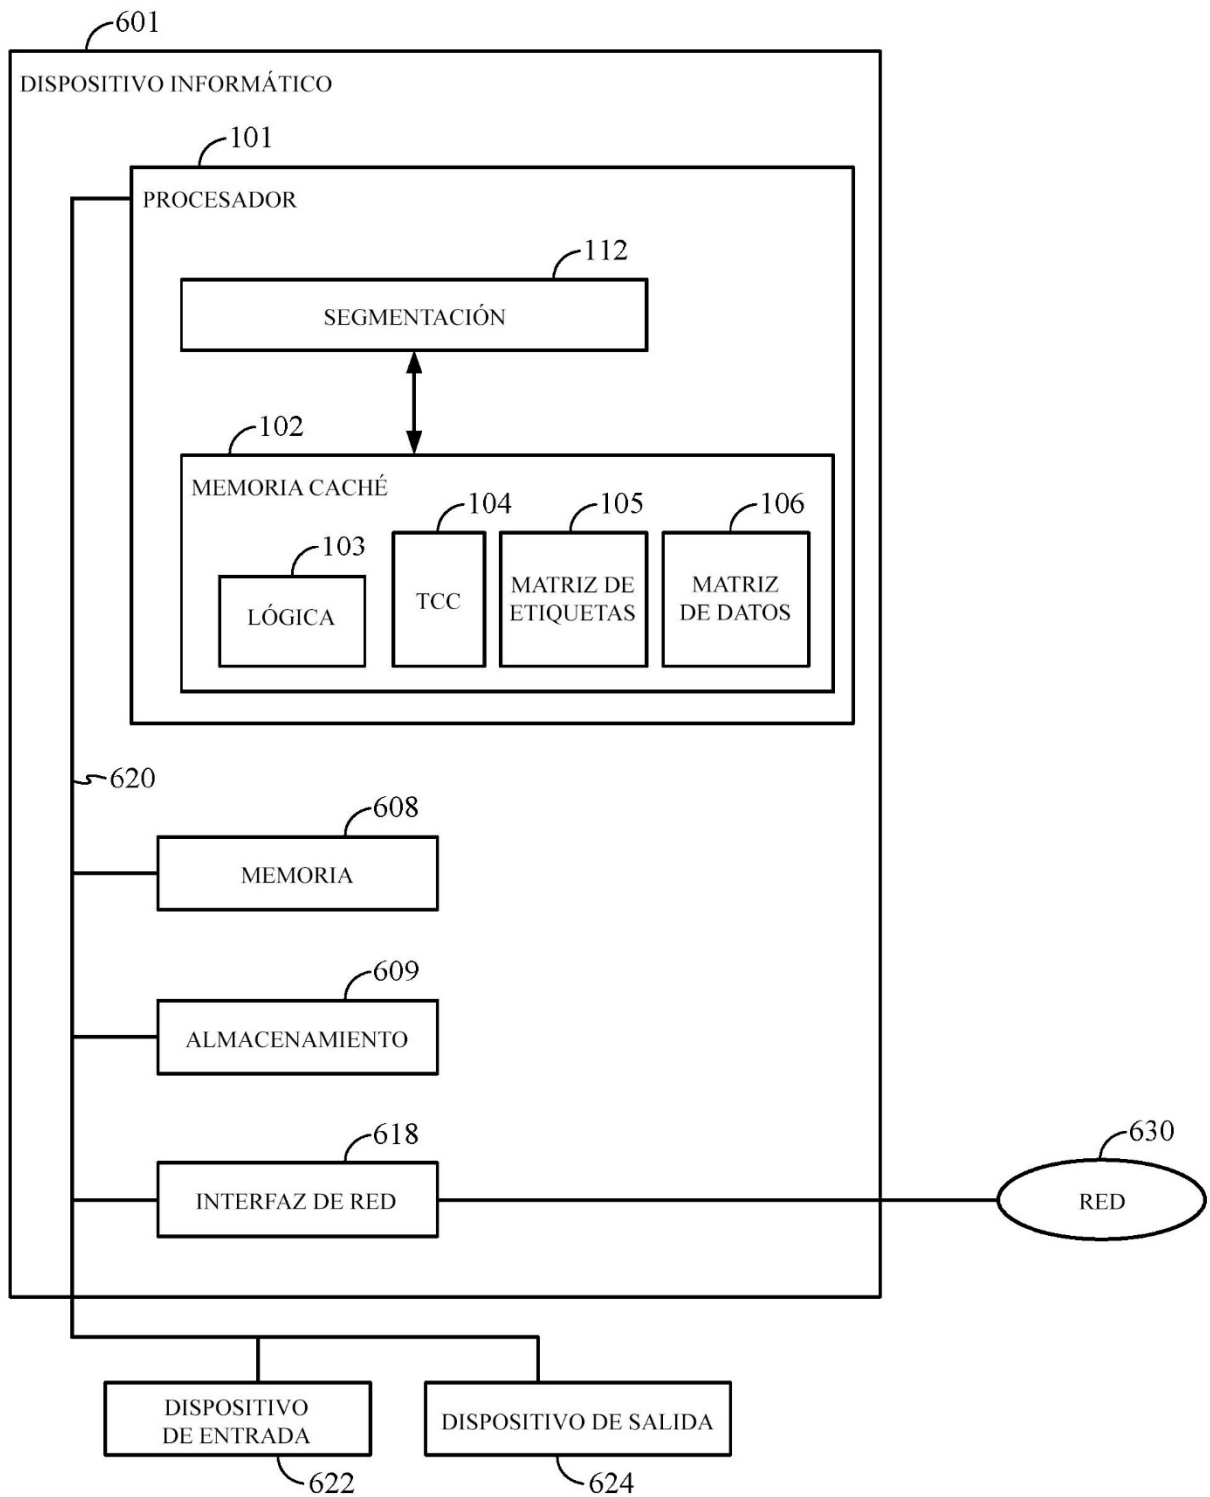 601
DISPOSITIVO INFORMÁTICO
101
PROCESADOR
112
SEGMENTACIÓN
102
MEMORIA CACHÉ
103
LÓGICA
104
TCC
105
MATRIZ DE
ETIQUETAS
106
MATRIZ
DE DATOS
620
608
MEMORIA
609
ALMACENAMIENTO
618
INTERFAZ DE RED
630
RED
DISPOSITIVO
DE ENTRADA
622
DISPOSITIVO DE SALIDA
624